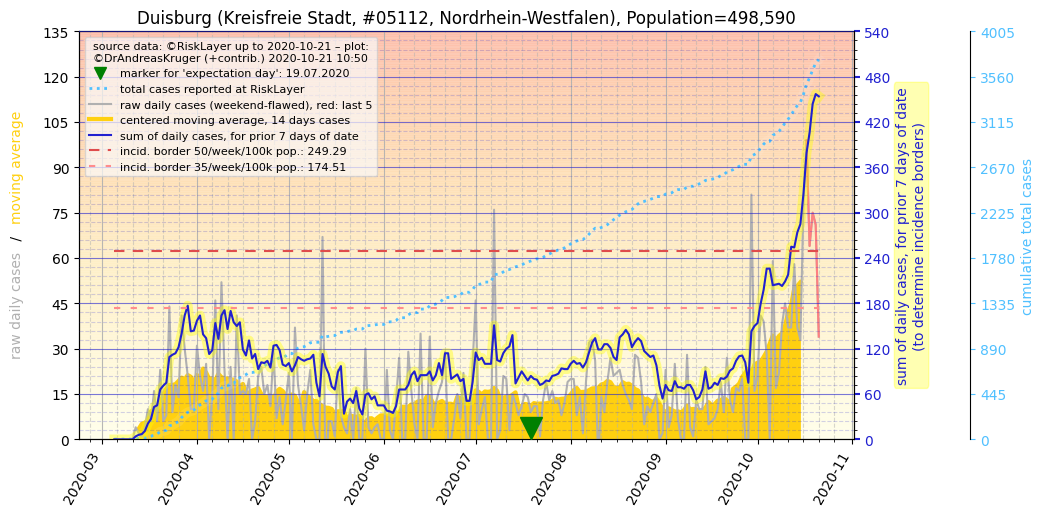 Duisburg (Kreisfreie Stadt, #05112, Nordrhein-Westfalen), Population=498,590
source data: ©RiskLayer up to 2020-10-21 – plot:
©DrAndreasKruger (+contrib.) 2020-10-21 10:50
marker for 'expectation day': 19.07.2020
total cases reported at RiskLayer
raw daily cases (weekend-flawed), red: last 5
centered moving average, 14 days cases
sum of daily cases, for prior 7 days of date
incid. border 50/week/100k pop.: 249.29
incid. border 35/week/100k pop.: 174.51
raw daily cases / moving average
135
120
105
90
75
60
45
30
15
0
540
480
420
360
300
240
180
120
60
0
sum of daily cases, for prior 7 days of date
(to determine incidence borders)
4005
3560
3115
2670
2225
1780
1335
890
445
0
cumulative total cases
2020-03
2020-04
2020-05
2020-06
2020-07
2020-08
2020-09
2020-10
2020-11